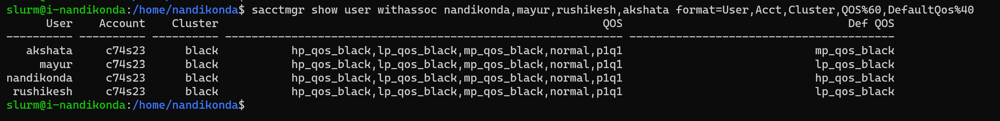 slurm@i-nandikonda:/home/nandikonda$ sacctmgr show user withassoc nandikonda,mayur,rushikesh,akshata format=User,Acct,Cluster,QOS%60,DefaultQos%40
      User    Account    Cluster                                                          QOS                                  Def QOS
---------- ---------- ---------- ------------------------------------------------------------ ----------------------------------------
   akshata     c74s23      black          hp_qos_black,lp_qos_black,mp_qos_black,normal,p1q1                             mp_qos_black
     mayur     c74s23      black          hp_qos_black,lp_qos_black,mp_qos_black,normal,p1q1                             lp_qos_black
nandikonda     c74s23      black          hp_qos_black,lp_qos_black,mp_qos_black,normal,p1q1                             hp_qos_black
 rushikesh     c74s23      black          hp_qos_black,lp_qos_black,mp_qos_black,normal,p1q1                             lp_qos_black
slurm@i-nandikonda:/home/nandikonda$